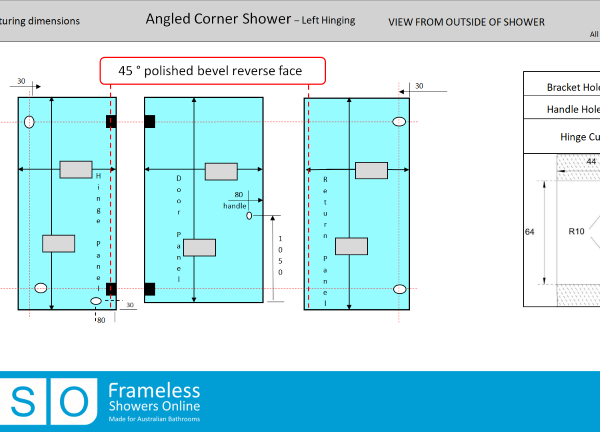 turing dimensions
Angled Corner Shower – Left Hinging
VIEW FROM OUTSIDE OF SHOWER
All
45 ° polished bevel reverse face
30
30
Hinge Panel
Door Panel
Return Panel
80
handle
1050
30
80
Bracket Hole
Handle Hole
Hinge Cu
44
64
R10
SO
Frameless
Showers Online
Made for Australian Bathrooms